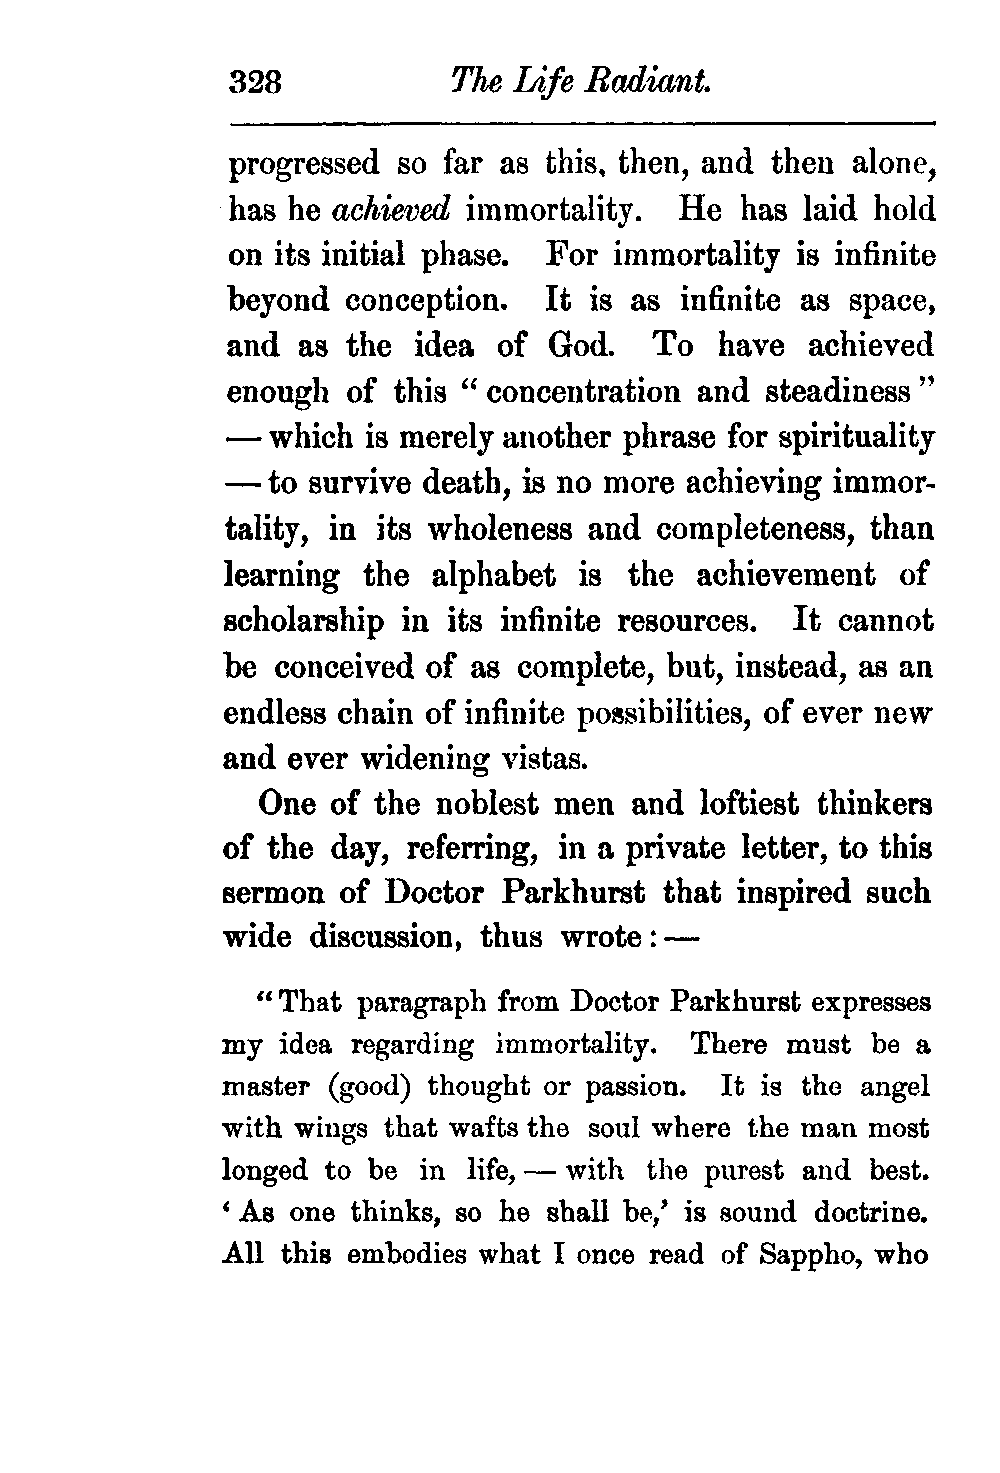 328 The Life Radiant.
progressed so far as this, then, and then alone,
has he achieved immortality. He has laid hold
on its initial phase. For immortality is infinite
beyond conception. It is as infinite as space,
and as the idea of God. To have achieved
enough of this " concentration and steadiness "
— which is merely another phrase for spirituality
— to survive death, is no more achieving immor-
tality, in its wholeness and completeness, than
learning the alphabet is the achievement of
scholarship in its infinite resources. It cannot
be conceived of as complete, but, instead, as an
endless chain of infinite possibilities, of ever new
and ever widening vistas.
One of the noblest men and loftiest thinkers
of the day, referring, in a private letter, to this
sermon of Doctor Parkhurst that inspired such
wide discussion, thus wrote : —
" That paragraph from Doctor Parkhurst expresses
my idea regarding immortality. There must be a
master (good) thought or passion. It is the angel
with wings that wafts the soul where the man most
longed to be in life, — with the purest and best.
' As one thinks, so he shall be,' is sound doctrine.
All this embodies what I once read of Sappho, who